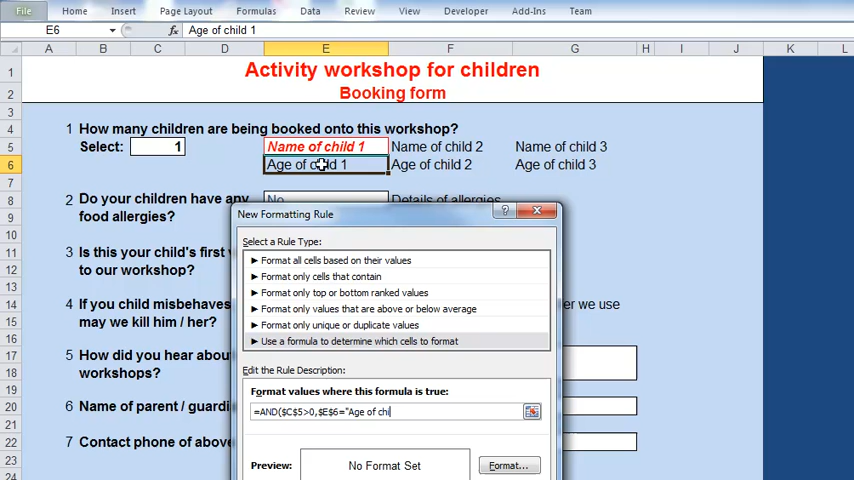 File Home Insert Page Layout Formulas Data Review View Developer Add-Ins Team
E6 fx Age of child 1
A B C D E F G H I J K L
1 Activity workshop for children
2 Booking form
3
4 1 How many children are being booked onto this workshop?
5 Select: 1 Name of child 1 Name of child 2 Name of child 3
6 Age of child 1 Age of child 2 Age of child 3
7
8 2 Do your children have any No Details of allergies
9 food allergies?
10
11 3 Is this your child's first
12 to our workshop?
13
14 4 If you child misbehaves er we use
15 may we kill him / her?
16
17 5 How did you hear abou
18 workshops?
19
20 6 Name of parent / guardi
21
22 7 Contact phone of above
23
24
New Formatting Rule
Select a Rule Type:
► Format all cells based on their values
► Format only cells that contain
► Format only top or bottom ranked values
► Format only values that are above or below average
► Format only unique or duplicate values
► Use a formula to determine which cells to format
Edit the Rule Description:
Format values where this formula is true:
=AND($C$5>0,$E$6="Age of chi
Preview: No Format Set Format...